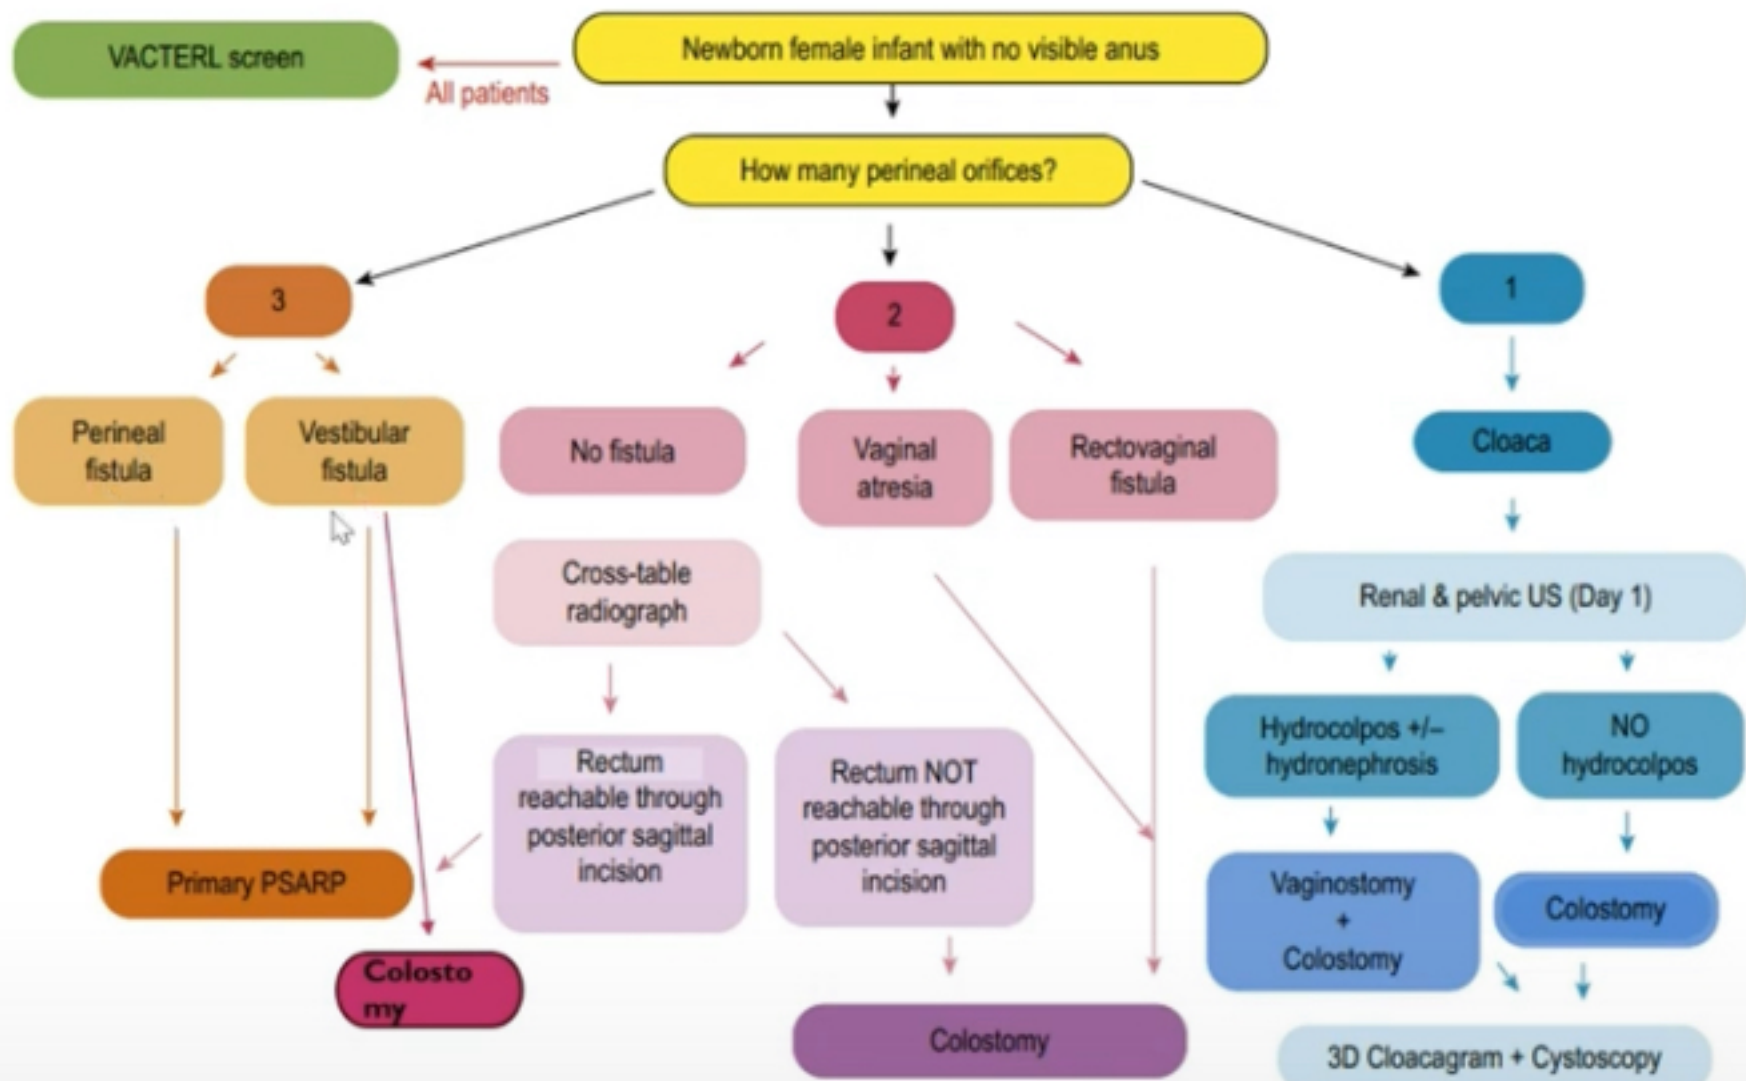 VACTERL screen
Newborn female infant with no visible anus
All patients
How many perineal orifices?
3
2
1
Perineal
fistula
Vestibular
fistula
No fistula
Vaginal
atresia
Rectovaginal
fistula
Cloaca
Cross-table
radiograph
Renal & pelvic US (Day 1)
Rectum
reachable through
posterior sagittal
incision
Rectum NOT
reachable through
posterior sagittal
incision
Hydrocolpos +/–
hydronephrosis
NO
hydrocolpos
Primary PSARP
Vaginostomy
+
Colostomy
Colostomy
Colosto
my
Colostomy
3D Cloacagram + Cystoscopy